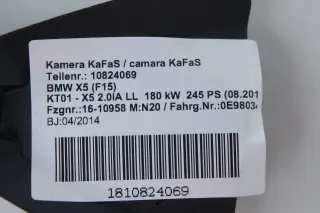 Kamera KaFaS / camara KaFaS
Teilenr.: 10824069
BMW X5 (F15)
KT01 - X5 2.0iA LL 180 kW 245 PS (08.201
Fzgnr.:16-10958 M:N20 / Fahrg.Nr.:0E9803
BJ:04/2014
1810824069